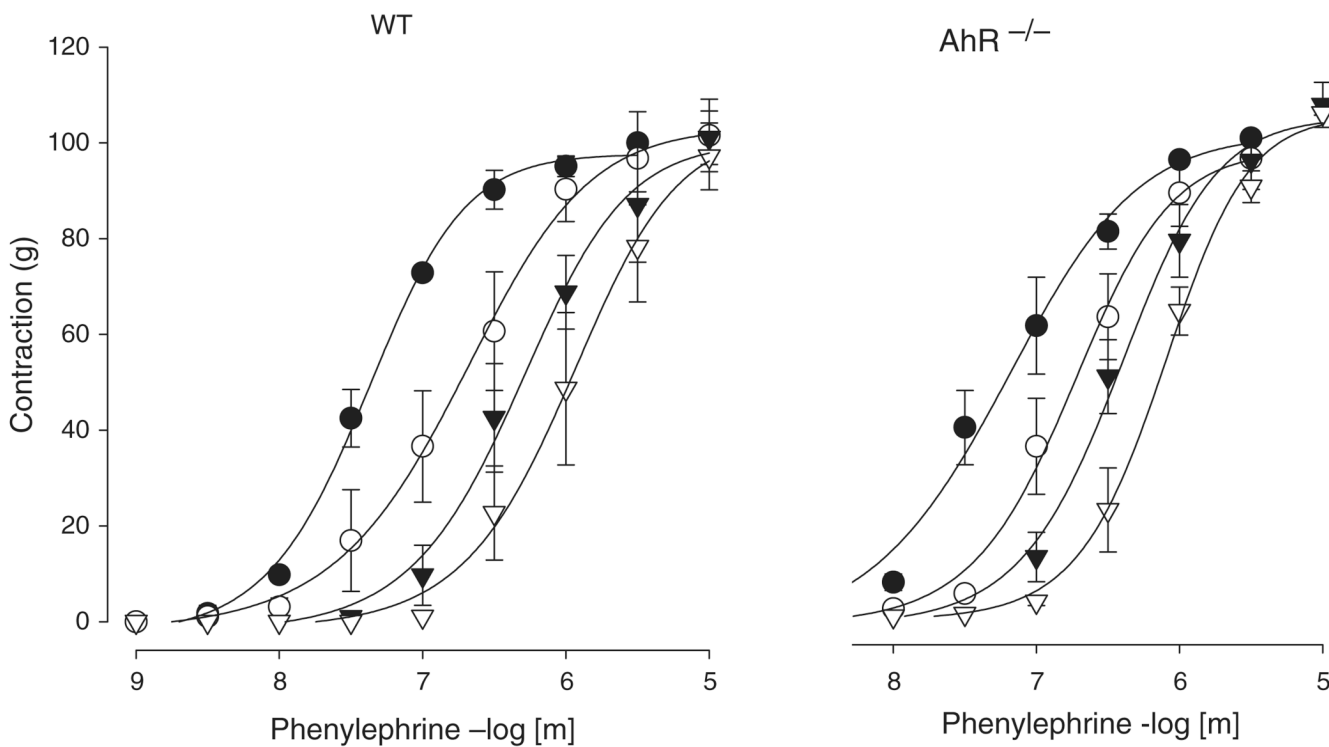 WT
AhR −/−
120
100
80
60
40
20
0
Contraction (g)
9 8 7 6 5
8 7 6 5
Phenylephrine –log [m]
Phenylephrine -log [m]